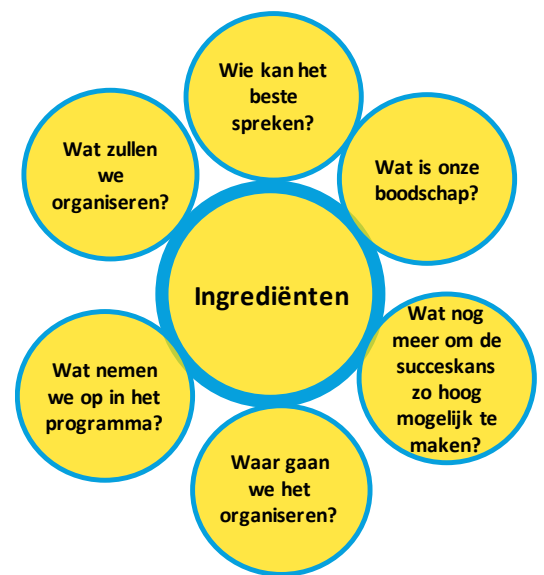 Wie kan het
beste
spreken?
Wat zullen
we
organiseren?
Wat is onze
boodschap?
Ingrediënten
Wat nog
meer om de
succeskans
zo hoog
mogelijk te
maken?
Wat nemen
we op in het
programma?
Waar gaan
we het
organiseren?